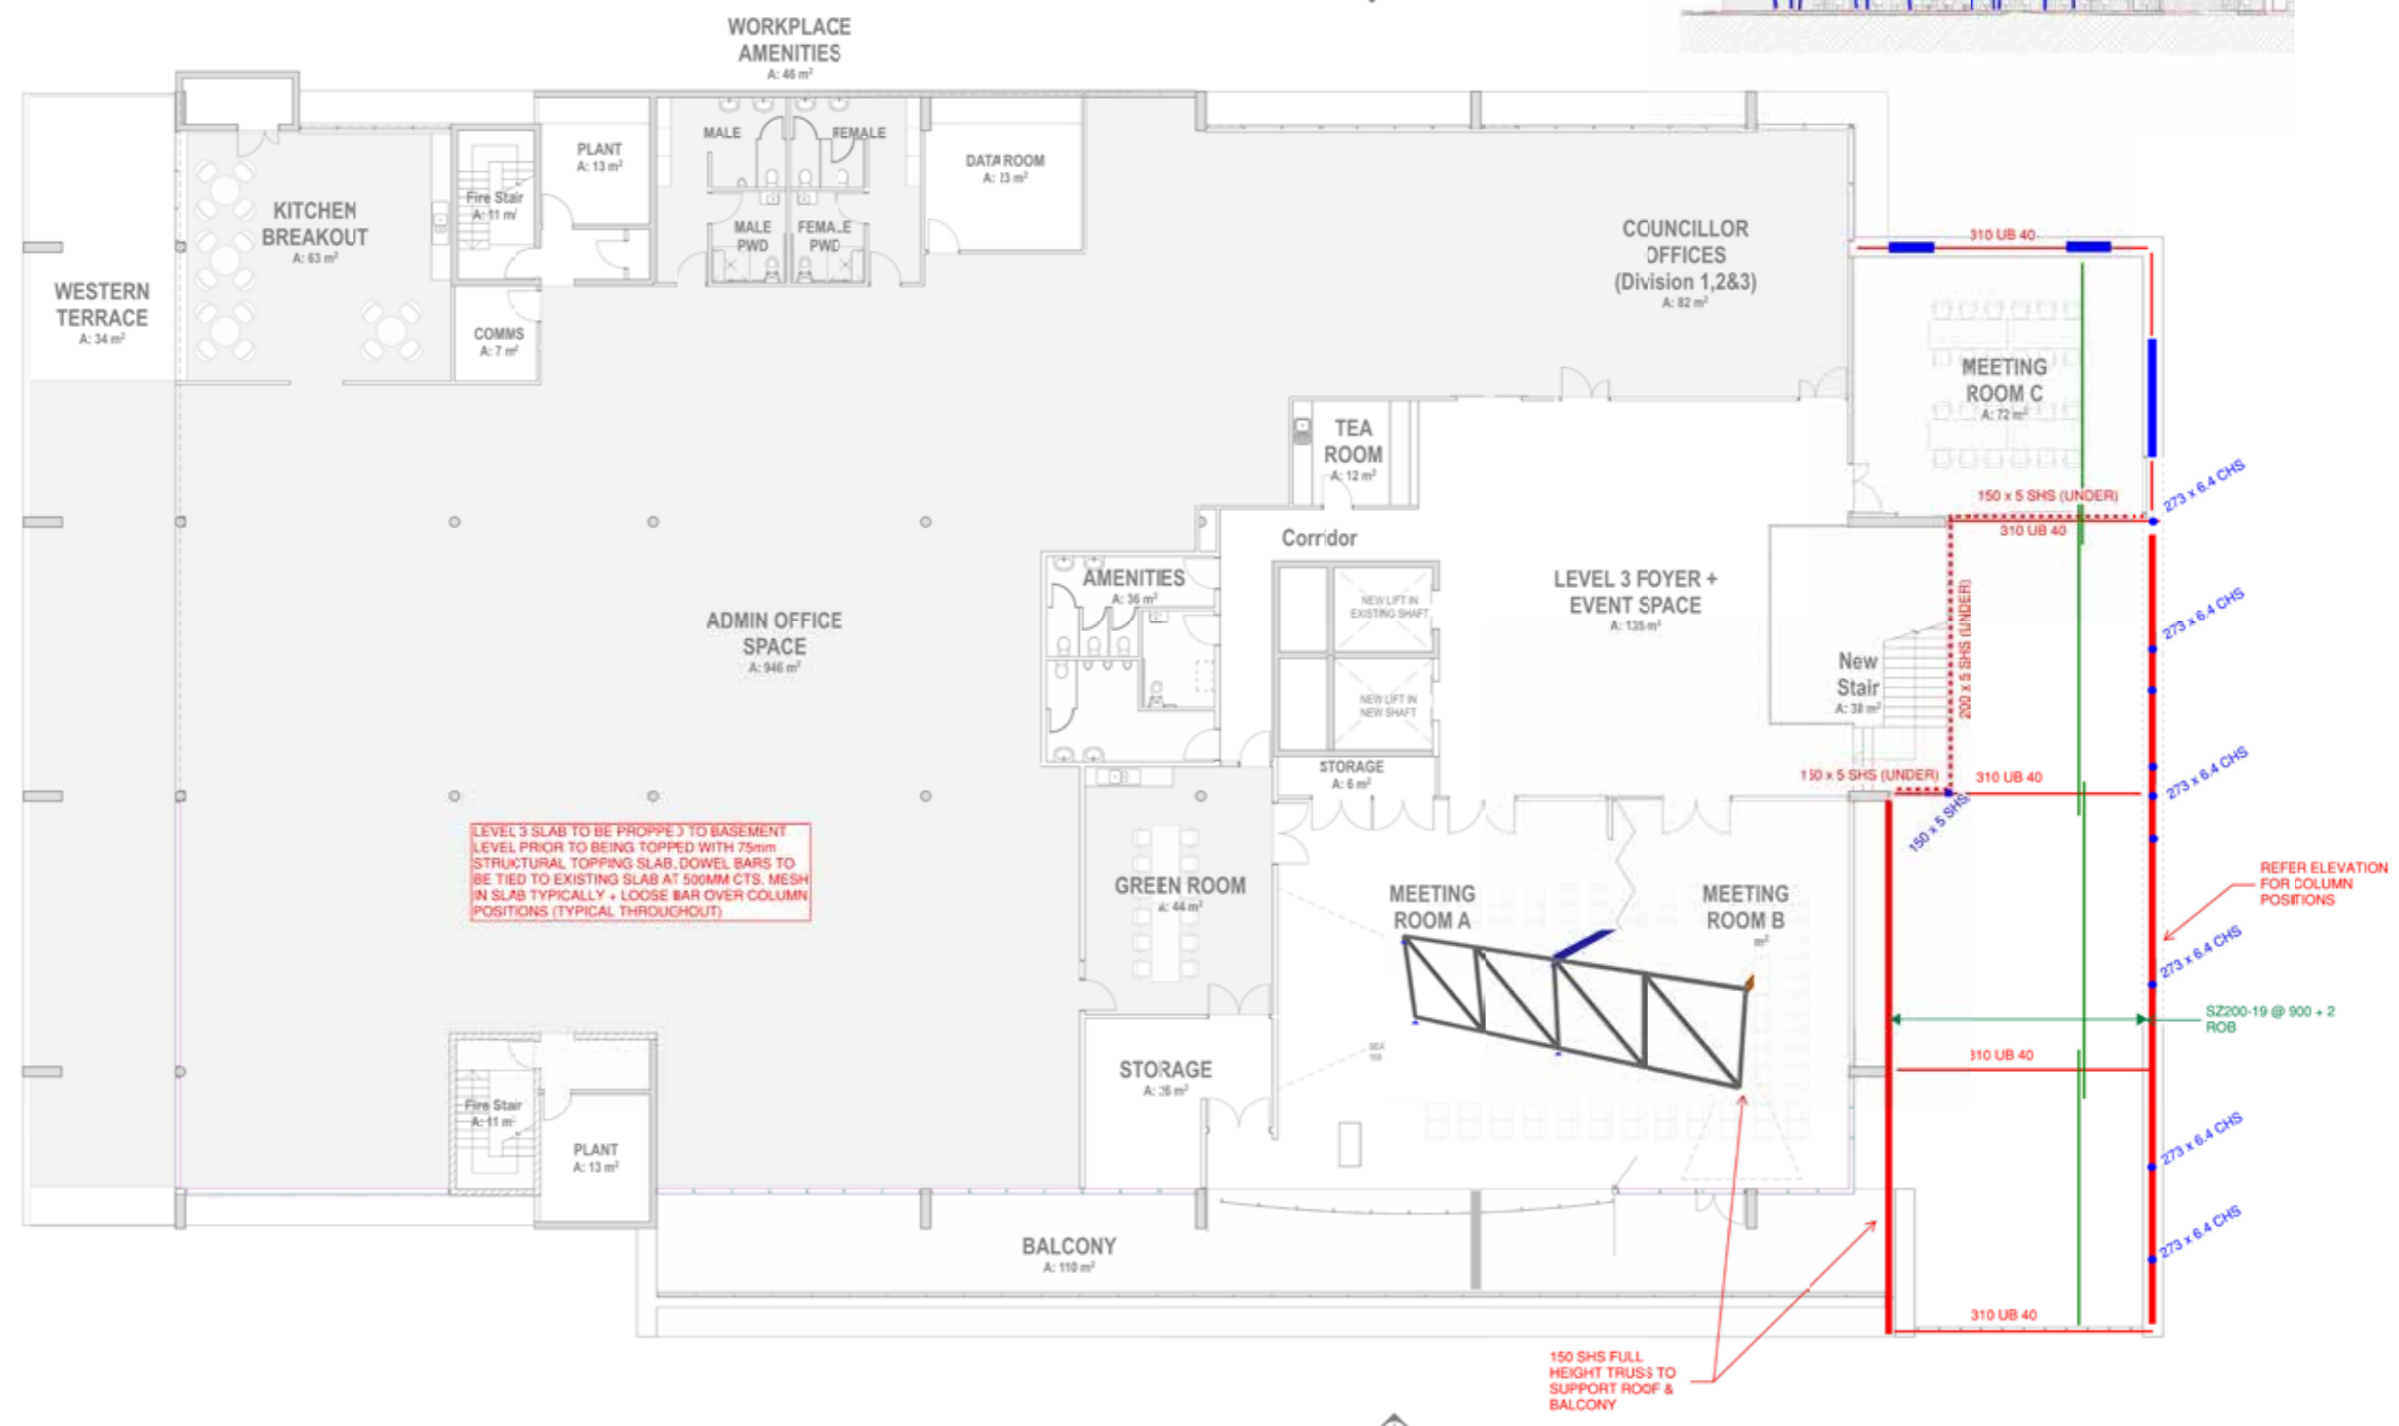 WORKPLACE
AMENITIES
A: 46 m²
MALE
FEMALE
PLANT
A: 13 m²
DATA ROOM
A: 23 m²
Fire Stair
A: 11 m²
KITCHEN
BREAKOUT
A: 63 m²
MALE
PWD
FEMALE
PWD
COUNCILLOR
OFFICES
(Division 1,2&3)
A: 82 m²
310 UB 40
WESTERN
TERRACE
A: 34 m²
COMMS
A: 7 m²
MEETING
ROOM C
A: 72 m²
TEA
ROOM
A: 12 m²
273 x 6.4 CHS
150 x 5 SHS (UNDER)
310 UB 40
Corridor
AMENITIES
A: 36 m²
NEW LIFT IN
EXISTING SHAFT
LEVEL 3 FOYER +
EVENT SPACE
A: 135 m²
273 x 6.4 CHS
200 x 5 SHS (UNDER)
ADMIN OFFICE
SPACE
A: 946 m²
New
Stair
A: 38 m²
NEW LIFT IN
NEW SHAFT
STORAGE
A: 6 m²
150 x 5 SHS (UNDER)
310 UB 40
273 x 6.4 CHS
150 x 5 SHS
LEVEL 3 SLAB TO BE PROPPED TO BASEMENT
LEVEL PRIOR TO BEING TOPPED WITH 75mm
STRUCTURAL TOPPING SLAB. DOWEL BARS TO
BE TIED TO EXISTING SLAB AT 500MM CTS. MESH
IN SLAB TYPICALLY + LOOSE BAR OVER COLUMN
POSITIONS (TYPICAL THROUGHOUT)
GREEN ROOM
A: 44 m²
MEETING
ROOM A
MEETING
ROOM B
m²
REFER ELEVATION
FOR COLUMN
POSITIONS
273 x 6.4 CHS
SZ200-19 @ 900 + 2
ROB
310 UB 40
STORAGE
A: 26 m²
Fire Stair
A: 11 m²
PLANT
A: 13 m²
273 x 6.4 CHS
273 x 6.4 CHS
BALCONY
A: 110 m²
310 UB 40
150 SHS FULL
HEIGHT TRUSS TO
SUPPORT ROOF &
BALCONY